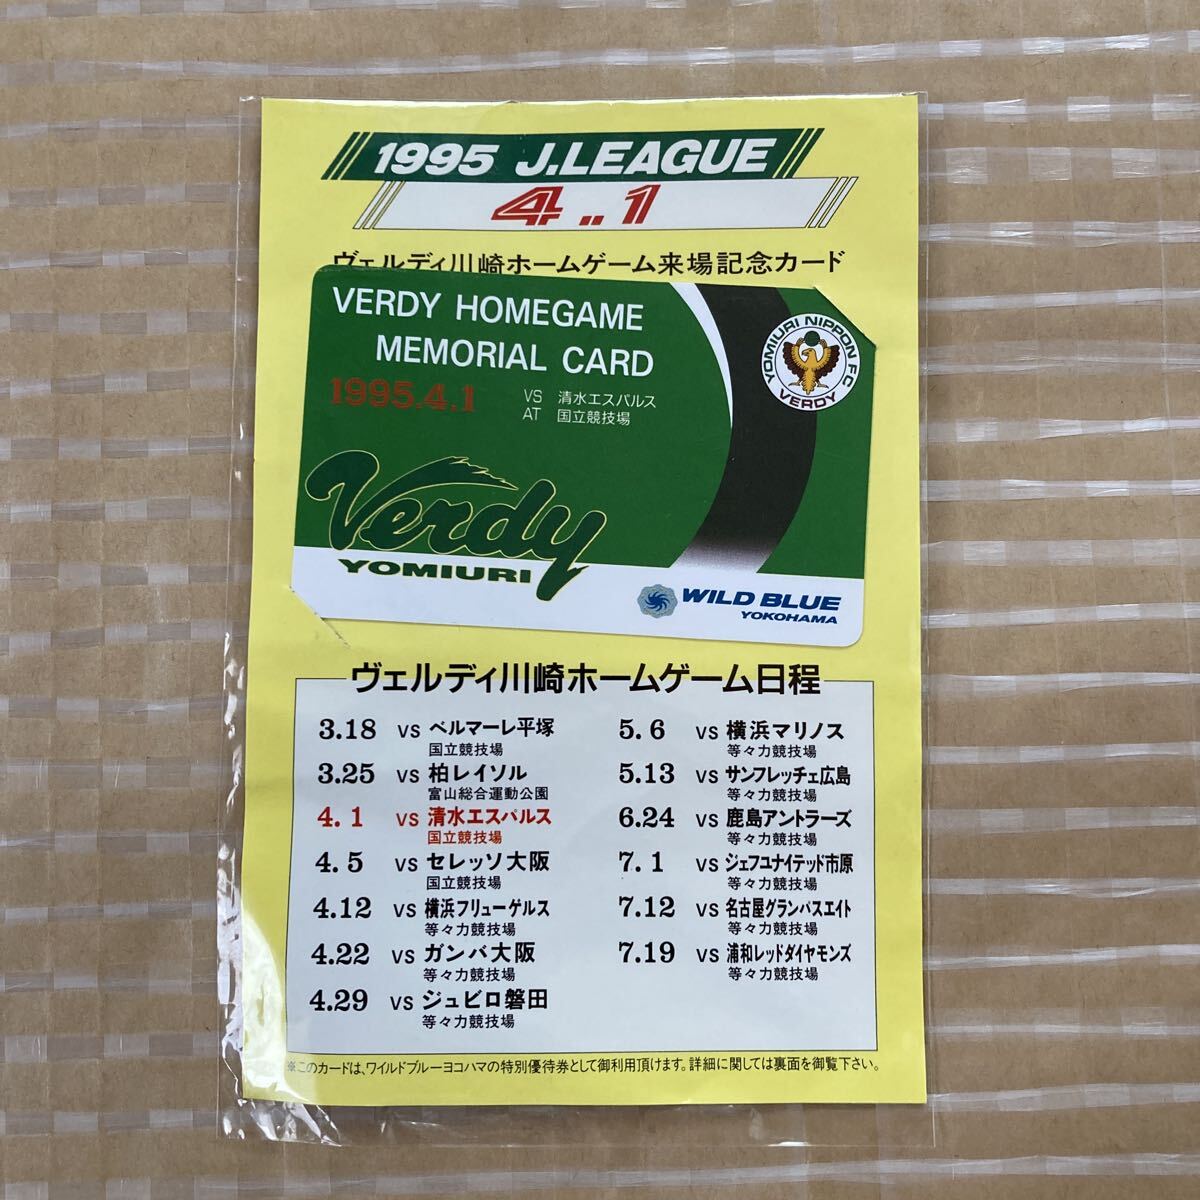 1995 J.LEAGUE
4..1
ヴェルディ川崎ホームゲーム来場記念カード
VERDY HOMEGAME
MEMORIAL CARD
1995.4.1
VS 清水エスパルス
AT 国立競技場
YOMIURI NIPPON FC
VERDY
Verdy
YOMIURI
WILD BLUE
YOKOHAMA
ヴェルディ川崎ホームゲーム日程
3.18 VS ベルマーレ平塚
国立競技場
3.25 VS 柏レイソル
富山総合運動公園
4. 1 VS 清水エスパルス
国立競技場
4. 5 VS セレッソ大阪
国立競技場
4.12 VS 横浜フリューゲルス
等々力競技場
4.22 VS ガンバ大阪
等々力競技場
4.29 VS ジュビロ磐田
等々力競技場
5. 6 VS 横浜マリノス
等々力競技場
5.13 VS サンフレッチェ広島
等々力競技場
6.24 VS 鹿島アントラーズ
等々力競技場
7. 1 VS ジェフユナイテッド市原
等々力競技場
7.12 VS 名古屋グランパスエイト
等々力競技場
7.19 VS 浦和レッドダイヤモンズ
等々力競技場
※このカードは、ワイルドブルーヨコハマの特別優待券として御利用頂けます。詳細に関しては裏面を御覧下さい。